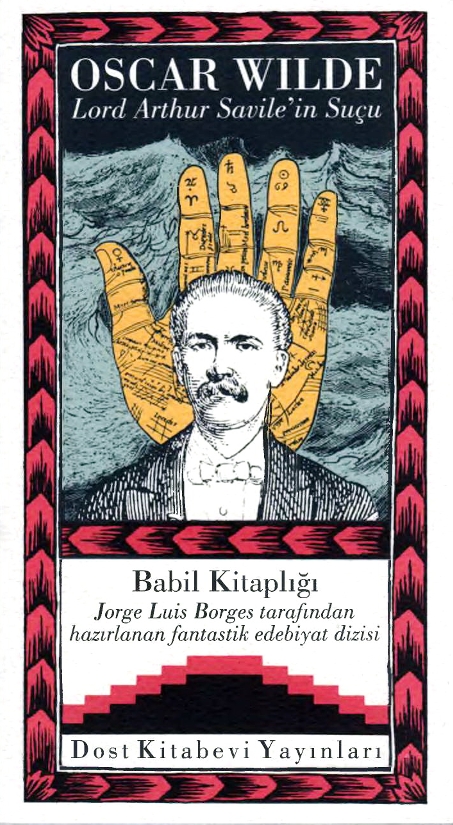 OSCAR WILDE
Lord Arthur Savile'in Suçu
Babil Kitaplığı
Jorge Luis Borges tarafından
hazırlanan fantastik edebiyat dizisi
Dost Kitabevi Yayınları